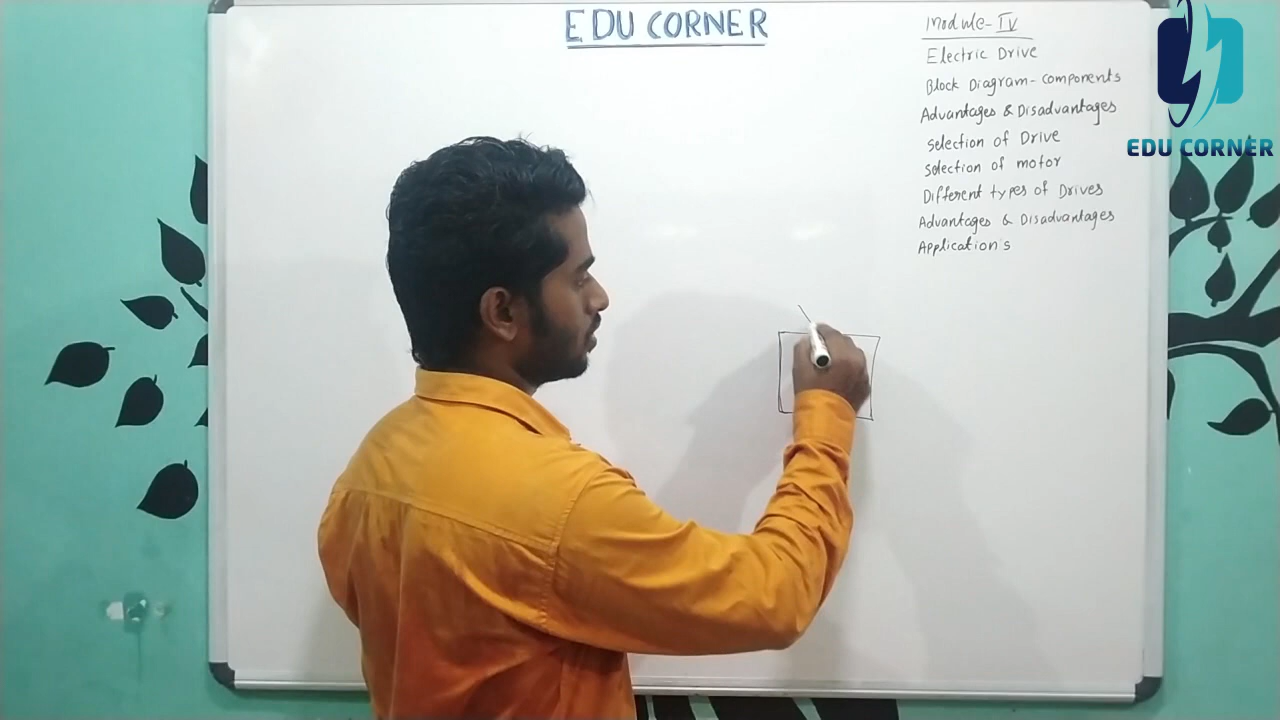 EDU CORNER
Module-IV
Electric Drive
Block Diagram-components
Advantages & Disadvantages
selection of Drive
selection of motor
Different types of Drives
Advantages & Disadvantages
Application's
EDU CORNER